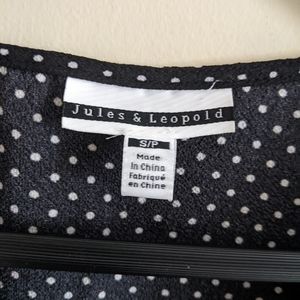 Jules & Leopold
S/P
Made
In China
Fabriqué
en Chine